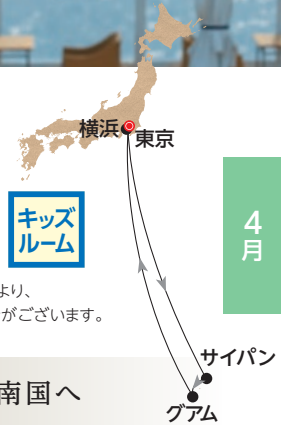 横浜
東京
キッズ
ルーム
4
月
より、
がございます。
サイパン
南国へ
グアム